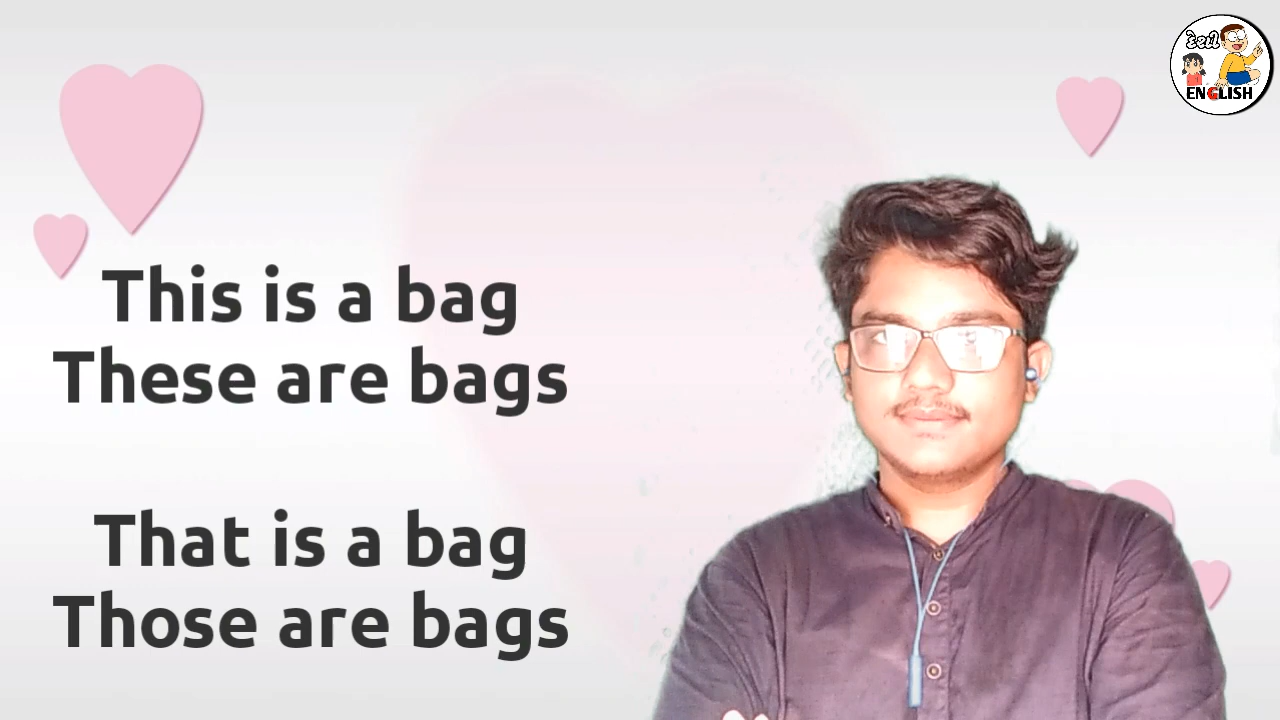 દેશી
ENGLISH
This is a bag
These are bags
That is a bag
Those are bags